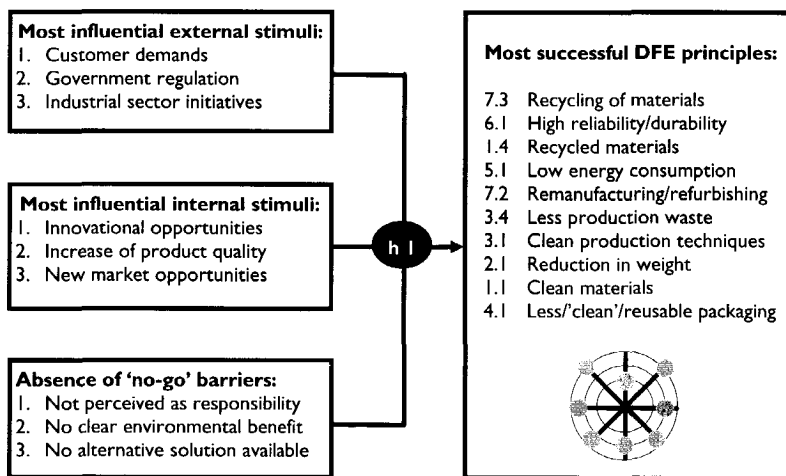 Most influential external stimuli:
1. Customer demands
2. Government regulation
3. Industrial sector initiatives
Most influential internal stimuli:
1. Innovational opportunities
2. Increase of product quality
3. New market opportunities
Absence of ‘no-go’ barriers:
1. Not perceived as responsibility
2. No clear environmental benefit
3. No alternative solution available
h I
Most successful DFE principles:
7.3 Recycling of materials
6.1 High reliability/durability
1.4 Recycled materials
5.1 Low energy consumption
7.2 Remanufacturing/refurbishing
3.4 Less production waste
3.1 Clean production techniques
2.1 Reduction in weight
1.1 Clean materials
4.1 Less/’clean’/reusable packaging